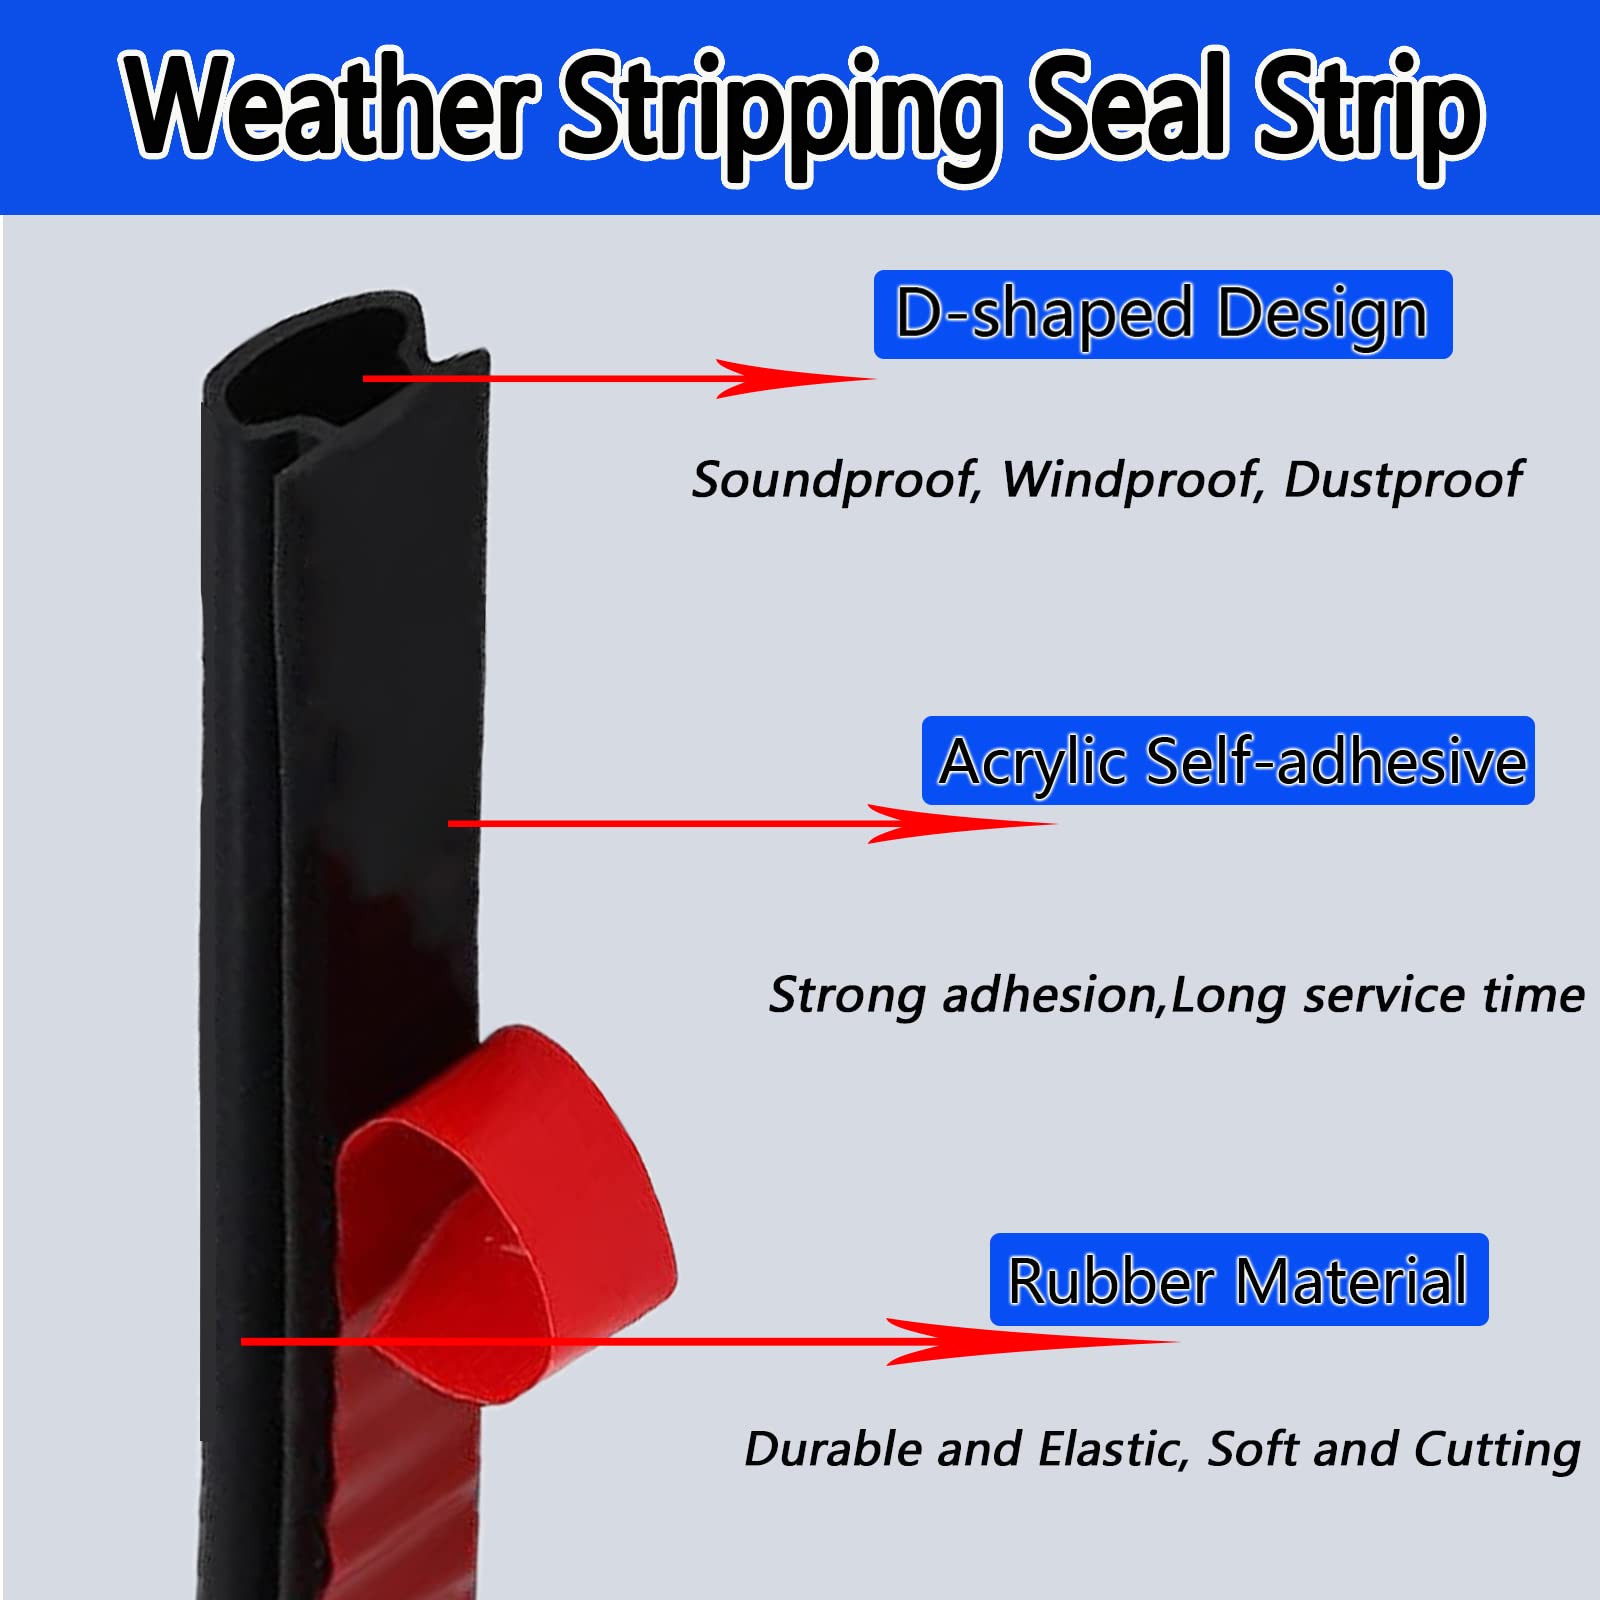 Weather Stripping Seal Strip
D-shaped Design
Soundproof, Windproof, Dustproof
Acrylic Self-adhesive
Strong adhesion,Long service time
Rubber Material
Durable and Elastic, Soft and Cutting